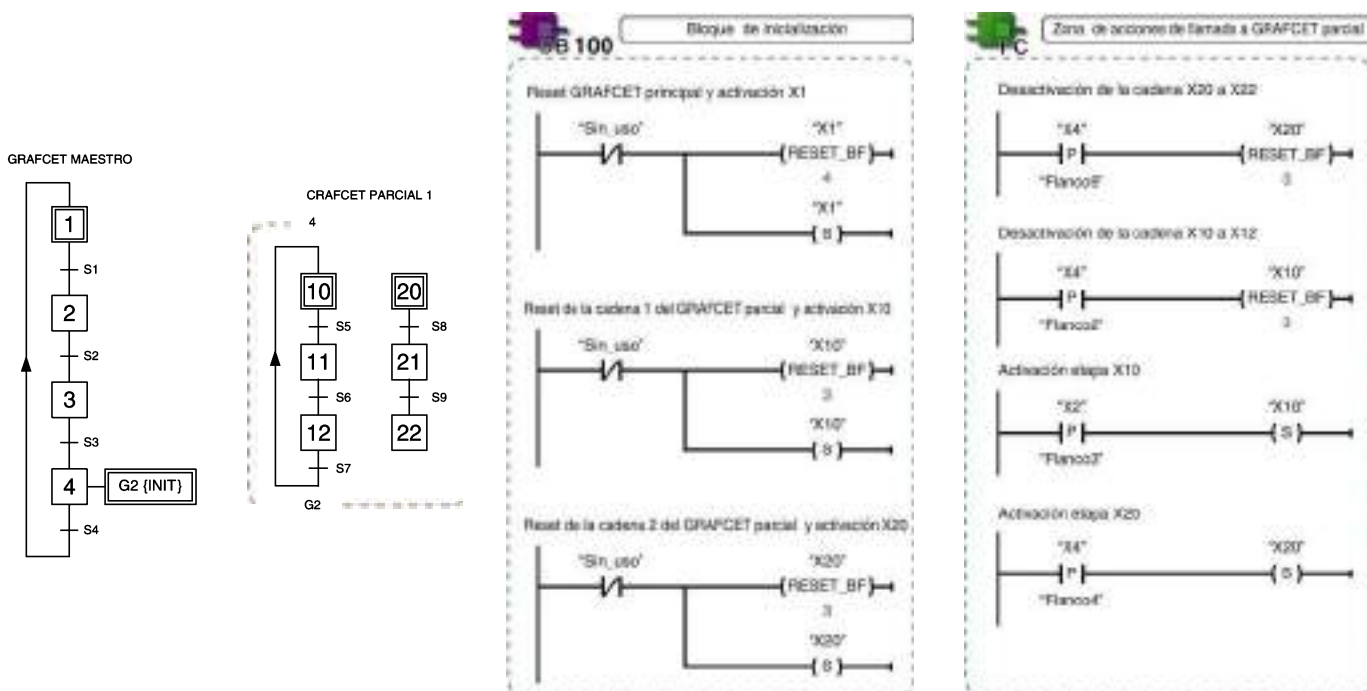 GRAFCET MAESTRO
1
S1
2
S2
3
S3
4
G2 {INIT}
S4
CRAFCET PARCIAL 1
4
10
S5
11
S6
12
S7
G2
20
S8
21
S9
22
Bloque de Inicialización
100
Reset GRAFCET principal y activación X1
"Sin_uso"
"X1"
RESET_BF
4
"X1"
S
Reset de la cadena 1 del GRAFCET parcial y activación X10
"Sin_uso"
"X10"
RESET_BF
3
"X10"
S
Reset de la cadena 2 del GRAFCET parcial y activación X20
"Sin_uso"
"X20"
RESET_BF
3
"X20"
S
Zona de acciones de llamada a GRAFCET parcial
Desactivación de la cadena X20 a X22
"X4"
P
"X20"
RESET_BF
3
Desactivación de la cadena X10 a X12
"X4"
P
"Flanco2"
"X10"
RESET_BF
3
Activación etapa X10
"X2"
P
"Flanco3"
"X10"
S
Activación etapa X20
"X4"
P
"Flanco4"
"X20"
S